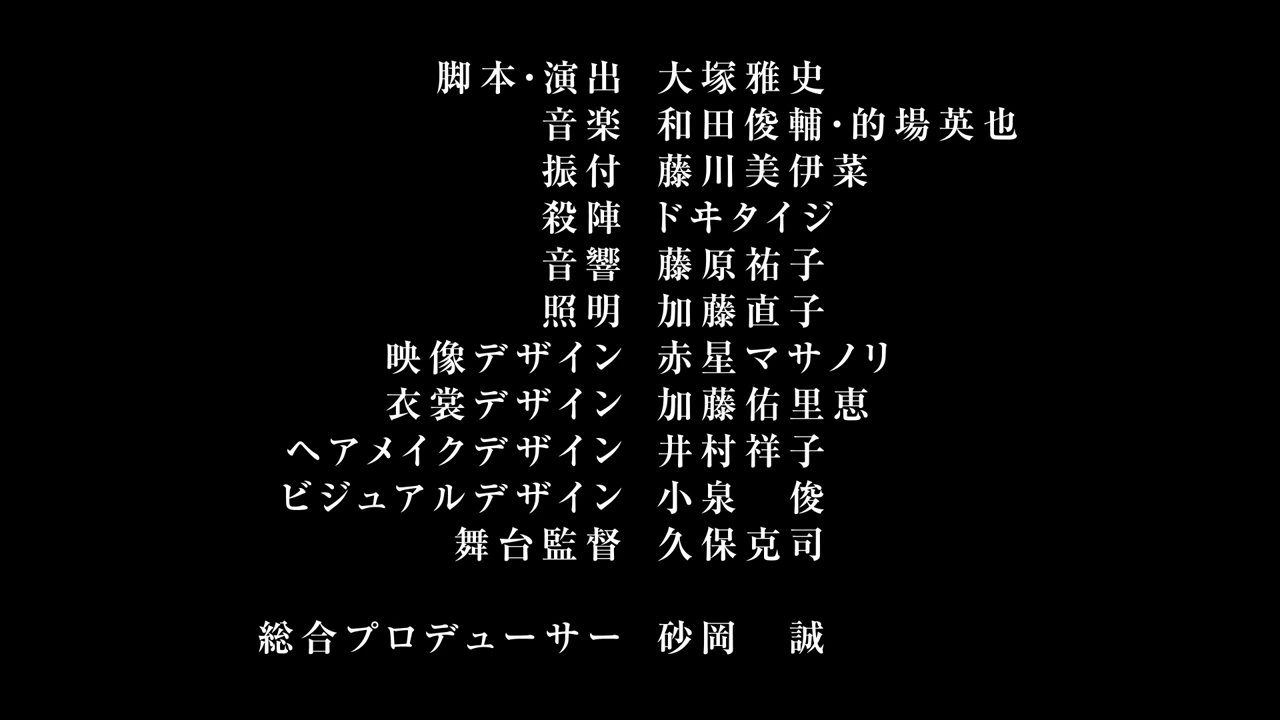 脚本・演出　大塚雅史
音楽　和田俊輔・的場英也
振付　藤川美伊菜
殺陣　ドヰタイジ
音響　藤原祐子
照明　加藤直子
映像デザイン　赤星マサノリ
衣裳デザイン　加藤佑里恵
ヘアメイクデザイン　井村祥子
ビジュアルデザイン　小泉　俊
舞台監督　久保克司
総合プロデューサー　砂岡　誠